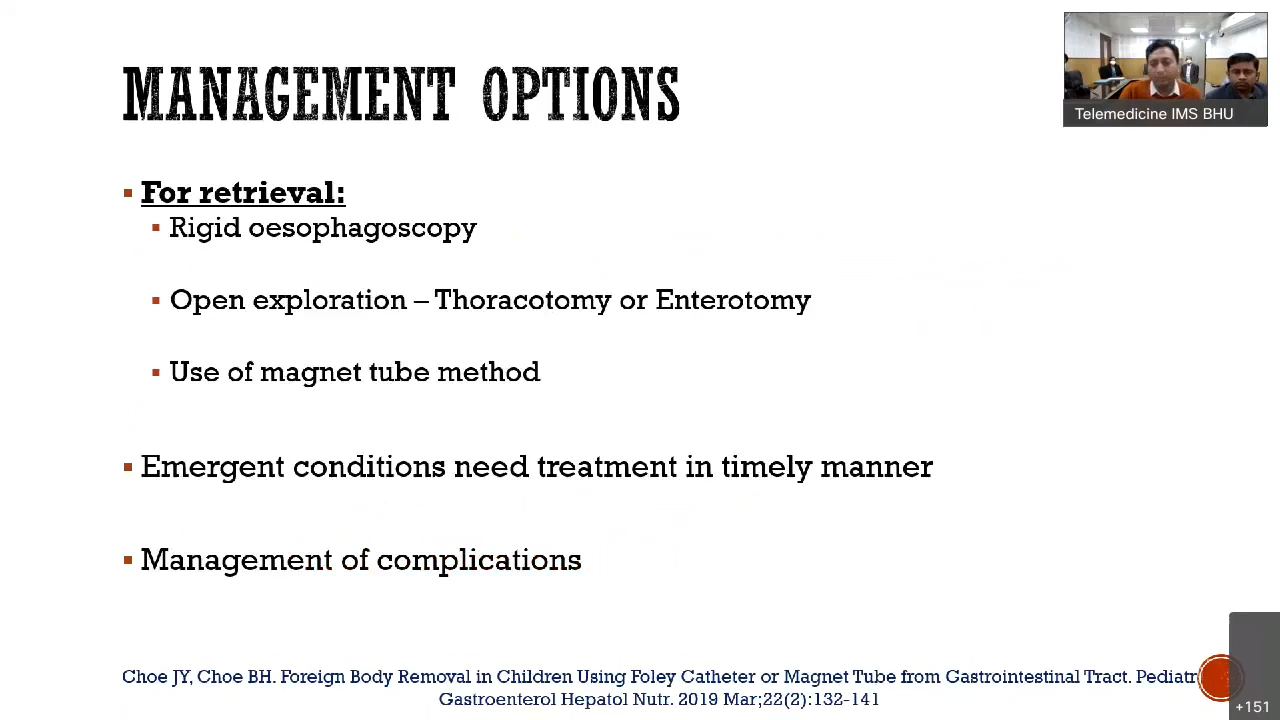 MANAGEMENT OPTIONS
Telemedicine IMS BHU
▪ For retrieval:
▪ Rigid oesophagoscopy
▪ Open exploration – Thoracotomy or Enterotomy
▪ Use of magnet tube method
▪ Emergent conditions need treatment in timely manner
▪ Management of complications
Choe JY, Choe BH. Foreign Body Removal in Children Using Foley Catheter or Magnet Tube from Gastrointestinal Tract. Pediatr
Gastroenterol Hepatol Nutr. 2019 Mar;22(2):132-141
+151